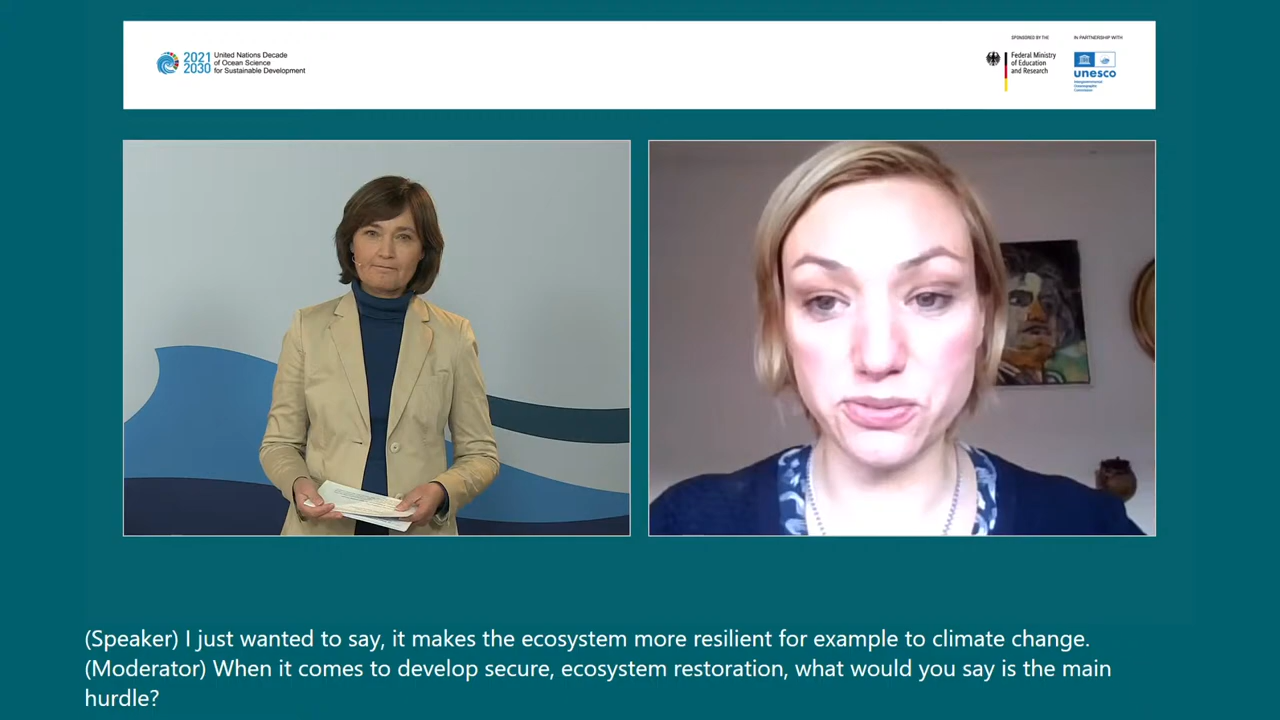 2021
2030
United Nations Decade
of Ocean Science
for Sustainable Development
SPONSORED BY THE
Federal Ministry
of Education
and Research
IN PARTNERSHIP WITH
unesco
Intergovernmental
Oceanographic
Commission
(Speaker) I just wanted to say, it makes the ecosystem more resilient for example to climate change.
(Moderator) When it comes to develop secure, ecosystem restoration, what would you say is the main
hurdle?